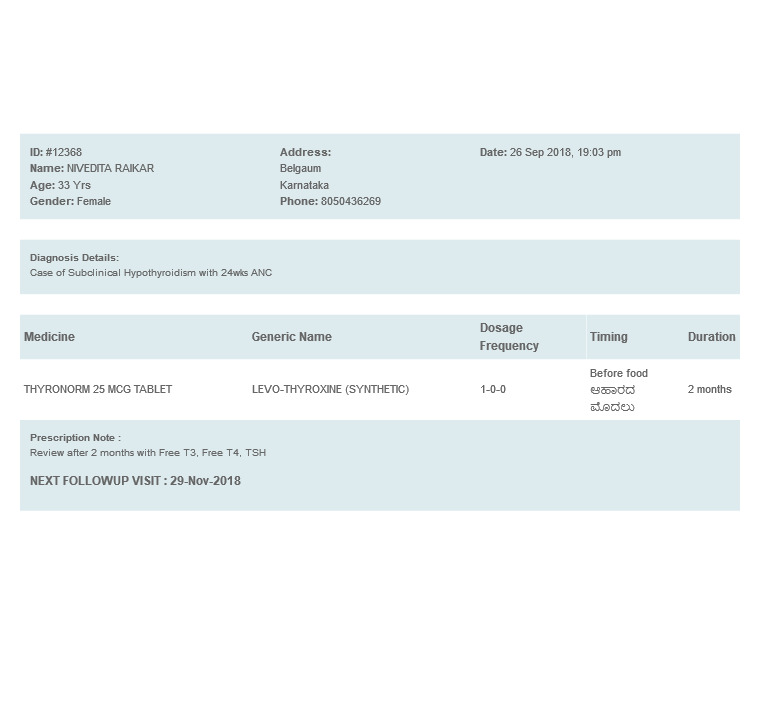 ID: #12368
Name: NIVEDITA RAIKAR
Age: 33 Yrs
Gender: Female
Address:
Belgaum
Karnataka
Phone: 8050436269
Date: 26 Sep 2018, 19:03 pm
Diagnosis Details:
Case of Subclinical Hypothyroidism with 24wks ANC
Medicine Generic Name Dosage Frequency Timing Duration
THYRONORM 25 MCG TABLET LEVO-THYROXINE (SYNTHETIC) 1-0-0 Before food ಆಹಾರದ ಮೊದಲು 2 months
Prescription Note :
Review after 2 months with Free T3, Free T4, TSH
NEXT FOLLOWUP VISIT : 29-Nov-2018